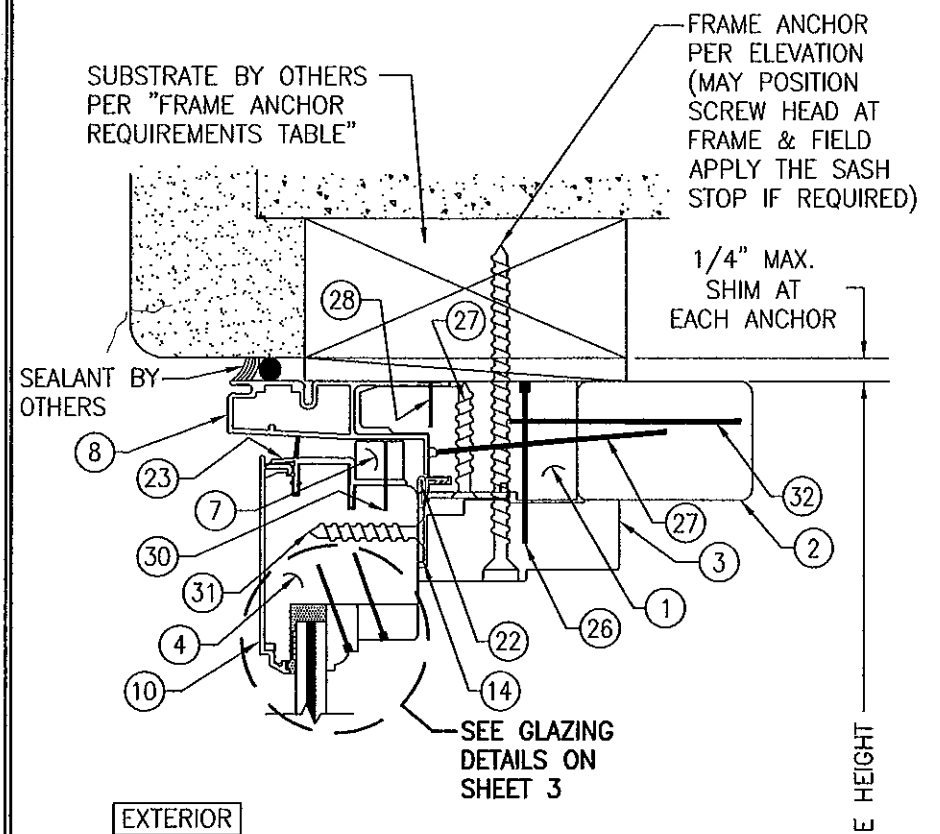 FRAME ANCHOR
PER ELEVATION
(MAY POSITION
SCREW HEAD AT
FRAME & FIELD
APPLY THE SASH
STOP IF REQUIRED)
SUBSTRATE BY OTHERS
PER "FRAME ANCHOR
REQUIREMENTS TABLE"
1/4" MAX.
SHIM AT
EACH ANCHOR
28
27
SEALANT BY
OTHERS
8
23
7
30
31
4
10
32
27
2
3
1
26
22
14
SEE GLAZING
DETAILS ON
SHEET 3
EXTERIOR
E HEIGHT